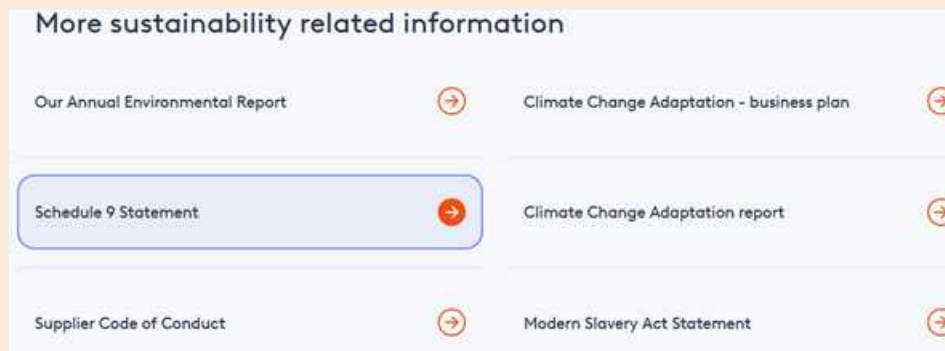 More sustainability related information
Our Annual Environmental Report
Climate Change Adaptation - business plan
Schedule 9 Statement
Climate Change Adaptation report
Supplier Code of Conduct
Modern Slavery Act Statement